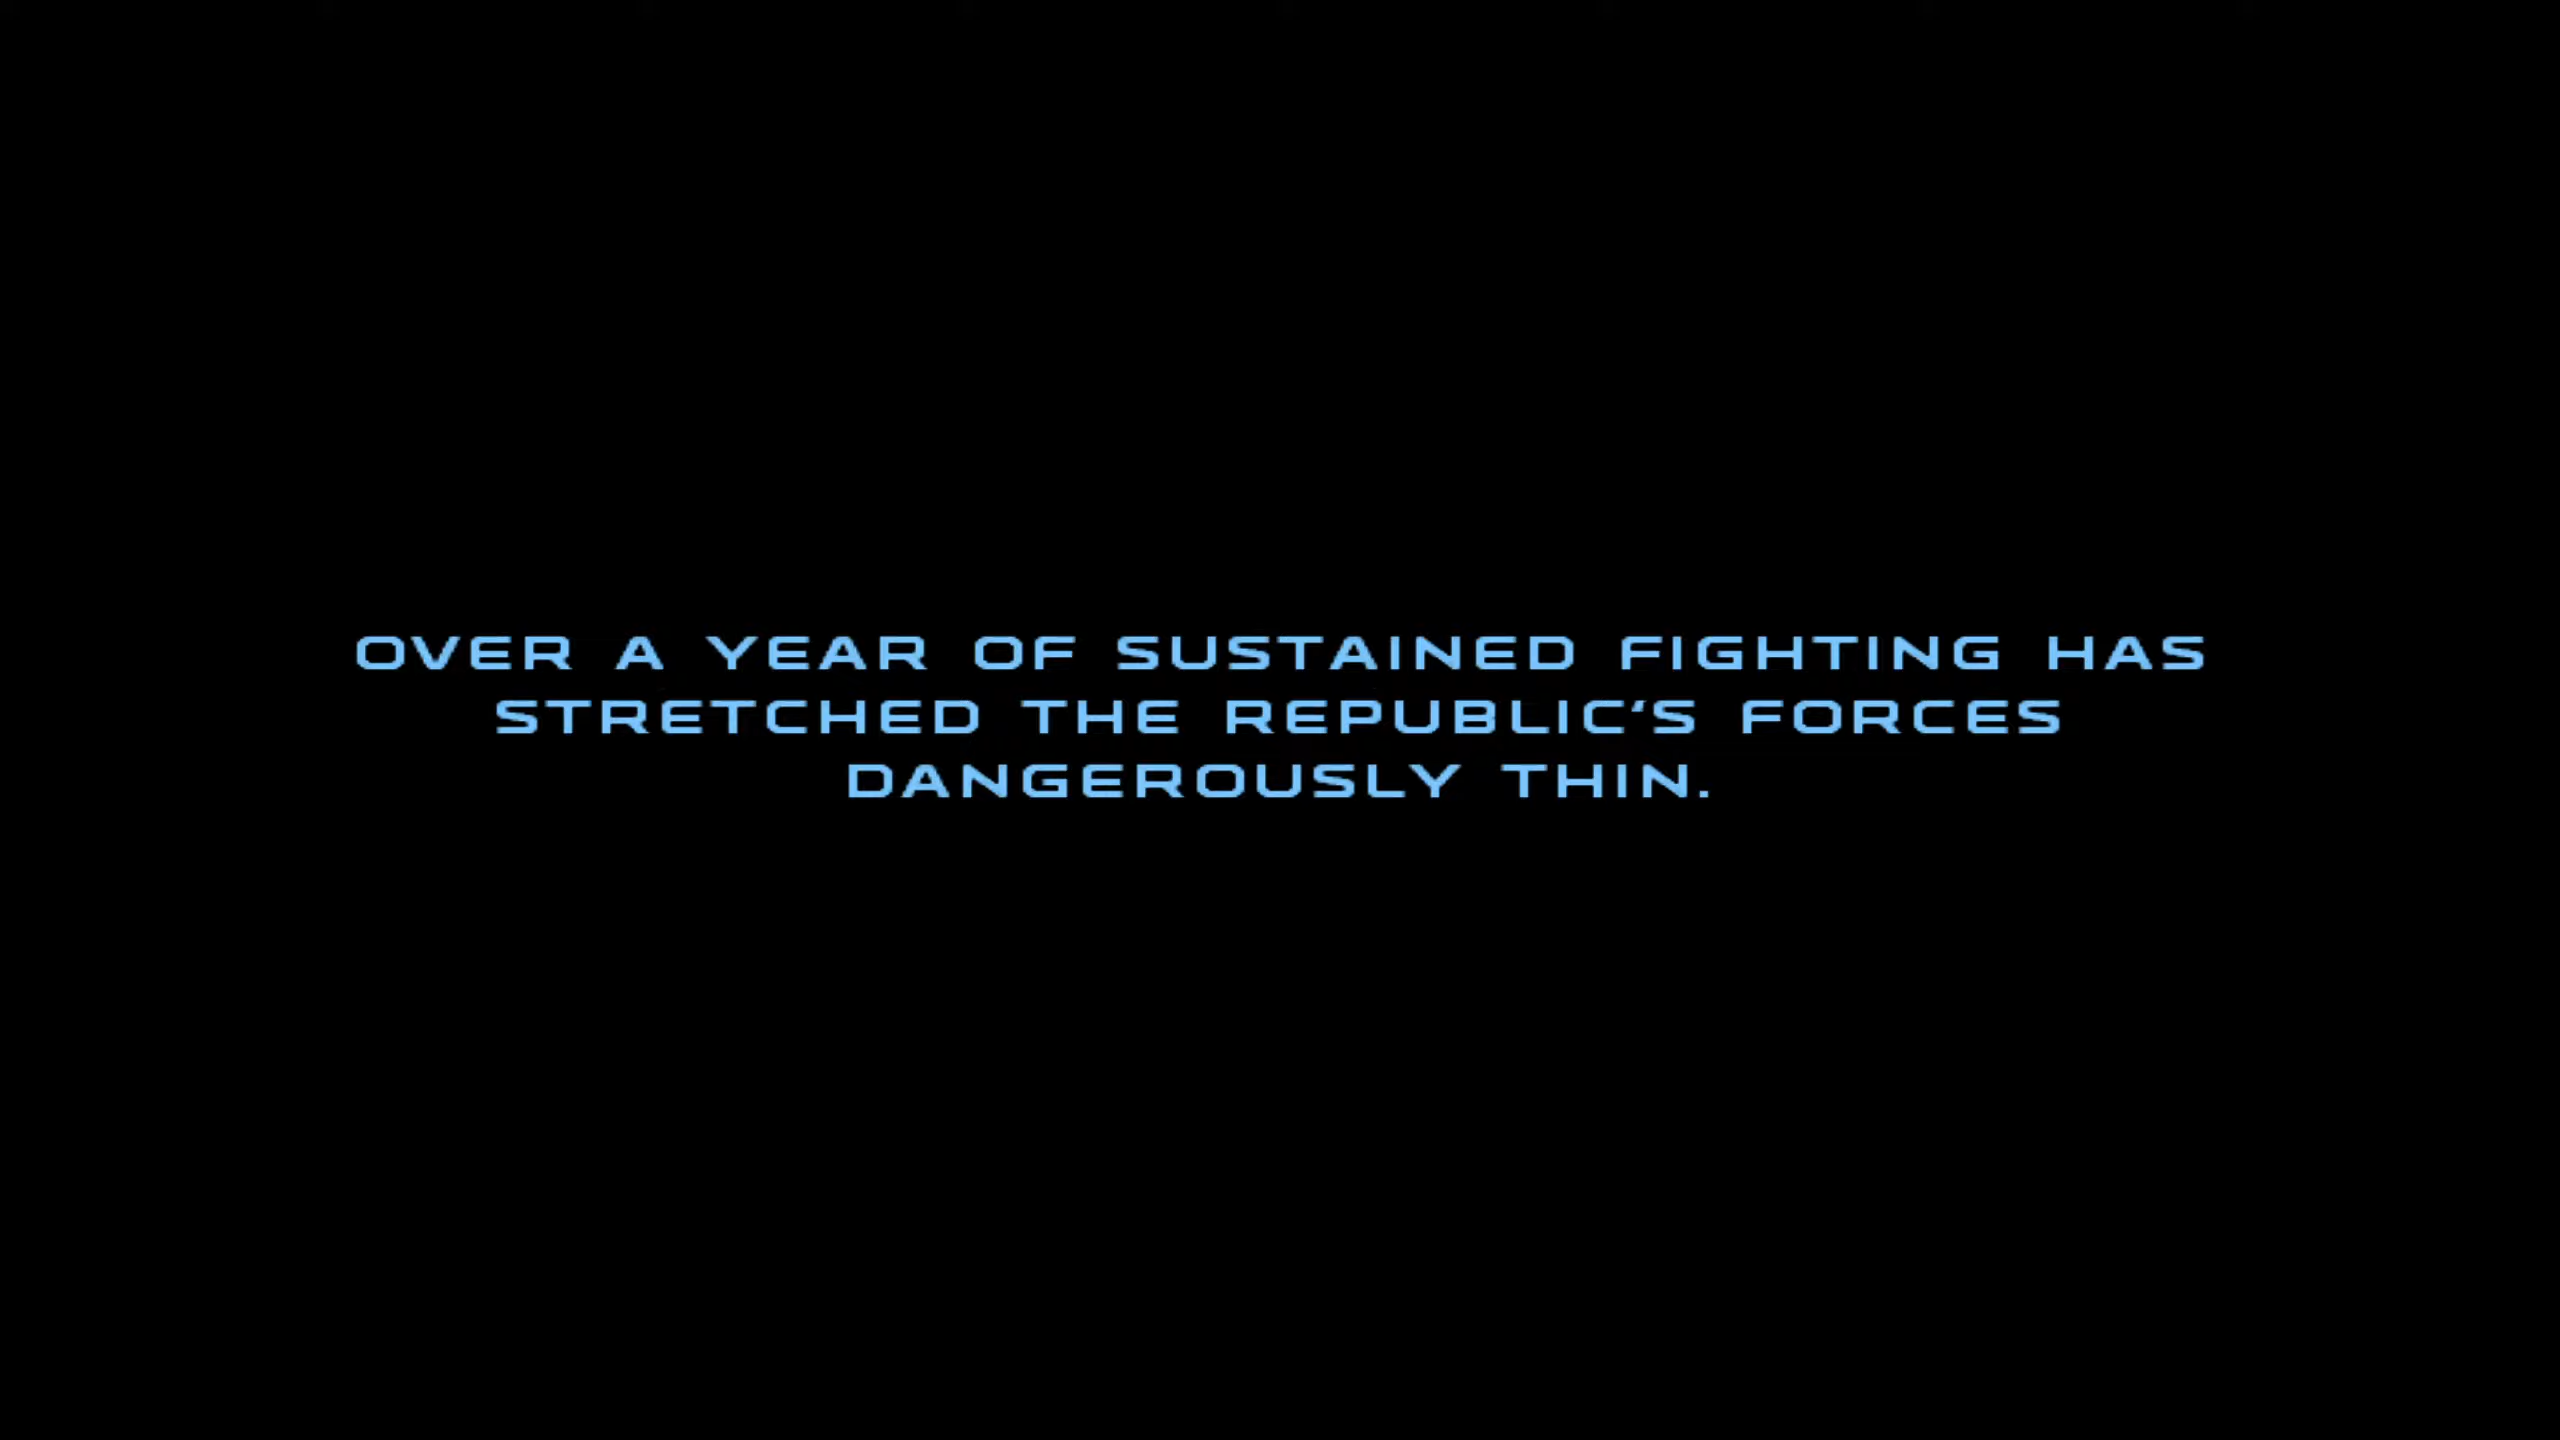 OVER A YEAR OF SUSTAINED FIGHTING HAS
STRETCHED THE REPUBLIC'S FORCES
DANGEROUSLY THIN.